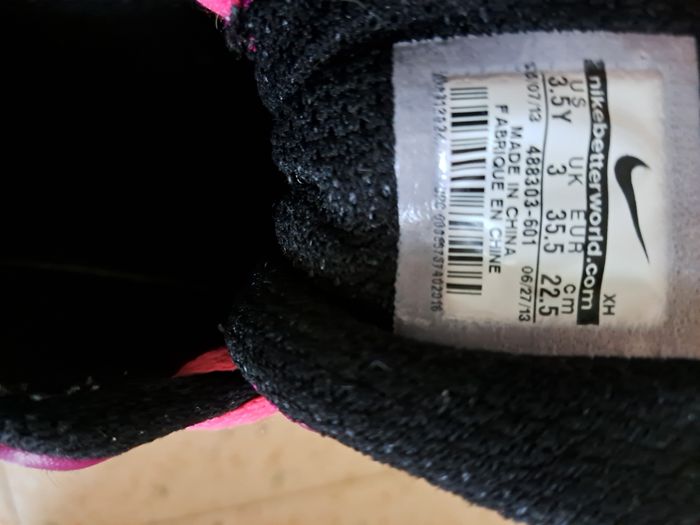 XH
nikebetterworld.com
US UK EUR cm
3.5Y 3 35.5 22.5
488303-601 06/27/13
MADE IN CHINA
FABRIQUE EN CHINE